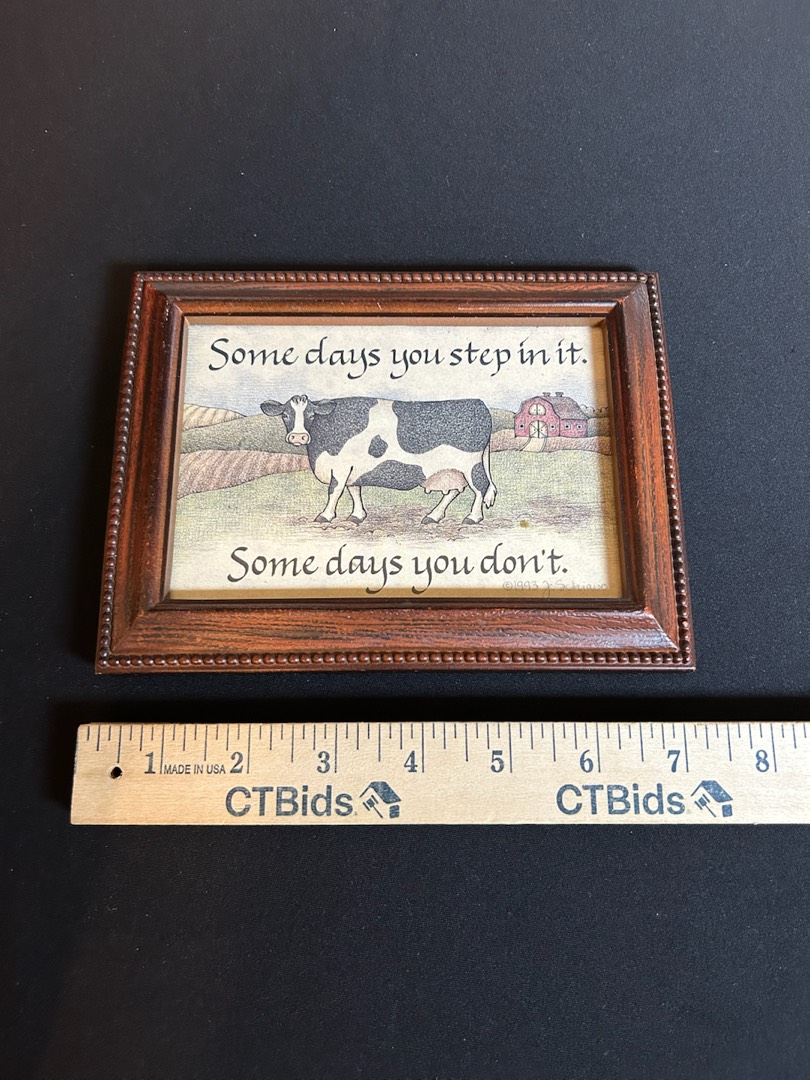 Some days you step in it.
Some days you don't.
©1993 J.
1 MADE IN USA 2 3 4 5 6 7 8
CTBids CTBids